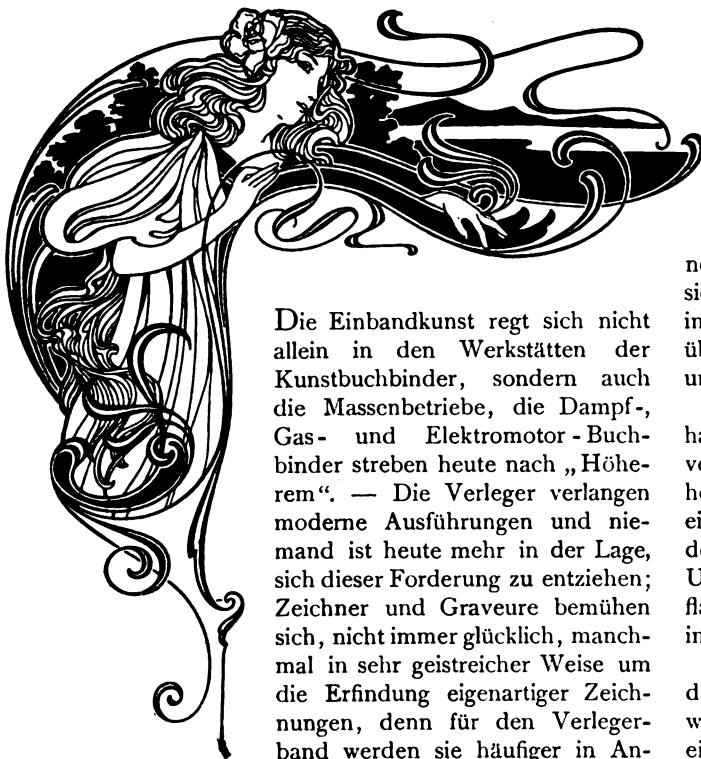 Die Einbandkunst regt sich nicht
allein in den Werkstätten der
Kunstbuchbinder, sondern auch
die Massenbetriebe, die Dampf-,
Gas- und Elektromotor-Buch-
binder streben heute nach „Höhe-
rem“. — Die Verleger verlangen
moderne Ausführungen und nie-
mand ist heute mehr in der Lage,
sich dieser Forderung zu entziehen;
Zeichner und Graveure bemühen
sich, nicht immer glücklich, manch-
mal in sehr geistreicher Weise um
die Erfindung eigenartiger Zeich-
nungen, denn für den Verleger-
band werden sie häufiger in An-